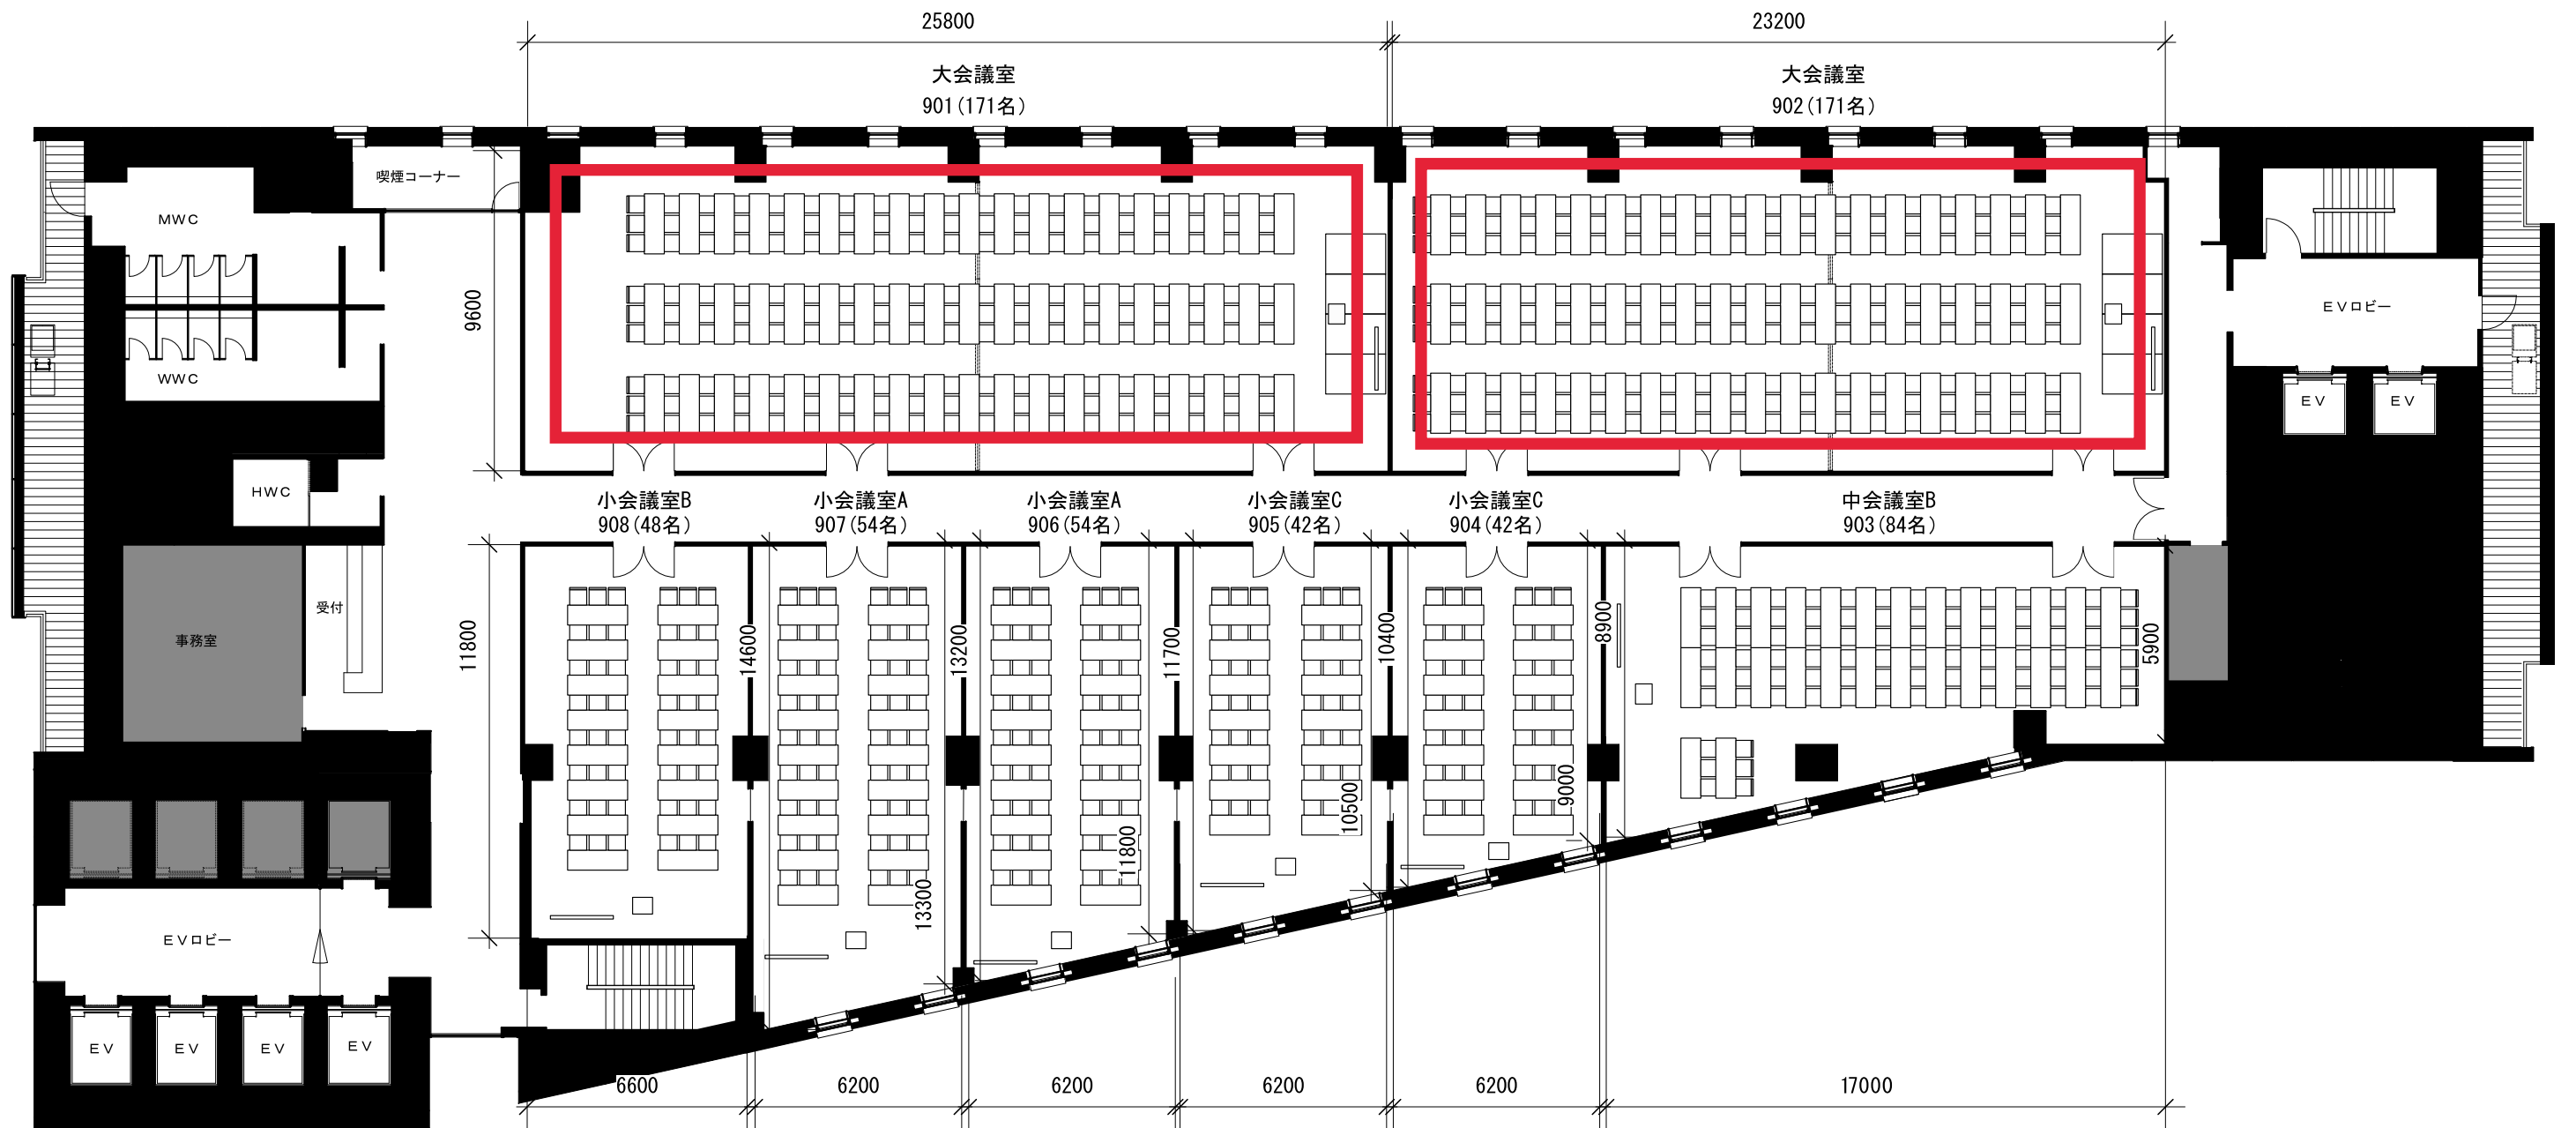 25800
23200
大会議室
901(171名)
大会議室
902(171名)
喫煙コーナー
MWC
9600
EVロビー
WWC
EV
EV
HWC
小会議室B
908(48名)
小会議室A
907(54名)
小会議室A
906(54名)
小会議室C
905(42名)
小会議室C
904(42名)
中会議室B
903(84名)
受付
事務室
11800
14600
13200
11700
10400
8900
5900
13300
11800
10500
9000
EVロビー
EV
EV
EV
EV
6600
6200
6200
6200
6200
17000